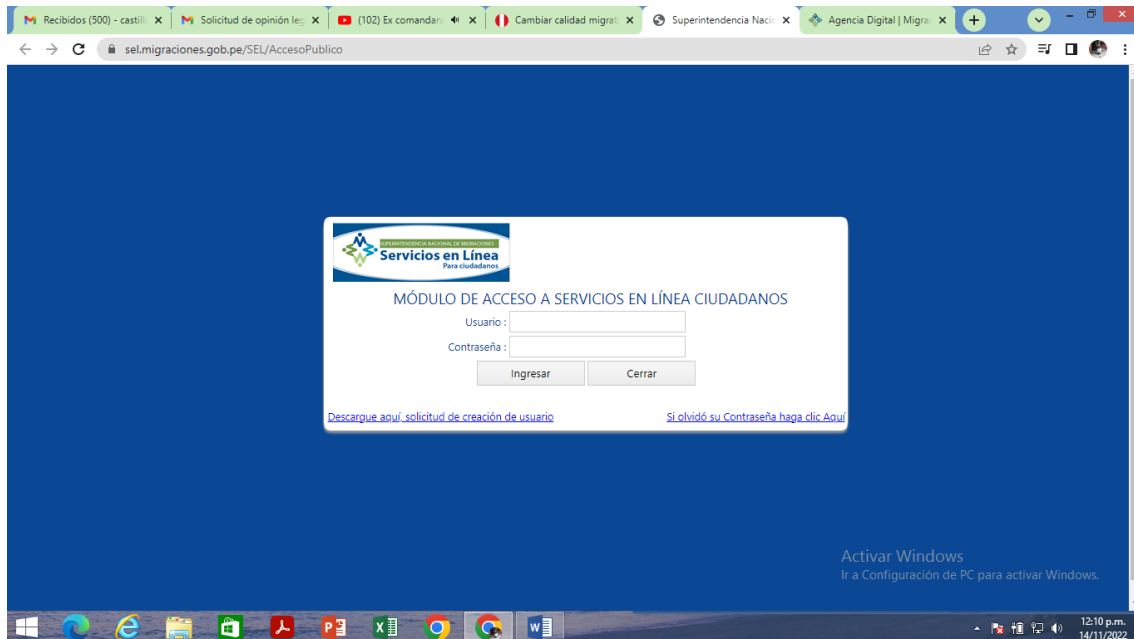 Recibidos (500) - castill
Solicitud de opinión leg
(102) Ex comandant
Cambiar calidad migrat
Superintendencia Nacio
Agencia Digital | Migrac
sel.migraciones.gob.pe/SEL/AccesoPublico
SUPERINTENDENCIA NACIONAL DE MIGRACIONES
Servicios en Línea
Para ciudadanos
MÓDULO DE ACCESO A SERVICIOS EN LÍNEA CIUDADANOS
Usuario :
Contraseña :
Ingresar Cerrar
Descargue aquí, solicitud de creación de usuario
Si olvidó su Contraseña haga clic Aquí
Activar Windows
Ir a Configuración de PC para activar Windows.
12:10 p.m.
14/11/2022